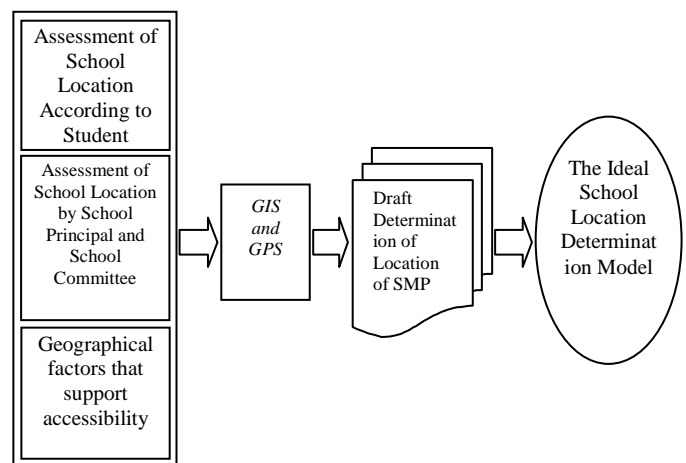 Assessment of
School
Location
According to
Student
Assessment of
School Location
by School
Principal and
School
Committee
Geographical
factors that
support
accessibility
GIS
and
GPS
Draft
Determinat
ion of
Location
of SMP
The Ideal
School
Location
Determinat
ion Model